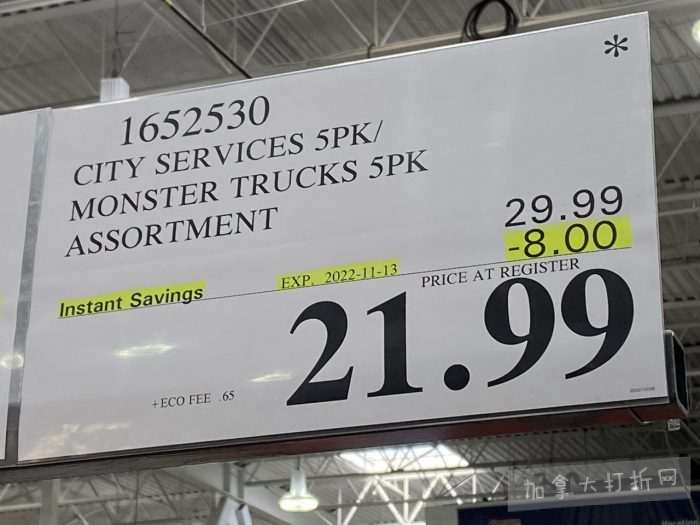 *
1652530
CITY SERVICES 5PK/
MONSTER TRUCKS 5PK
ASSORTMENT
29.99
-8.00
Instant Savings
EXP. 2022-11-13
PRICE AT REGISTER
21.99
+ECO FEE .65
加拿大打折网